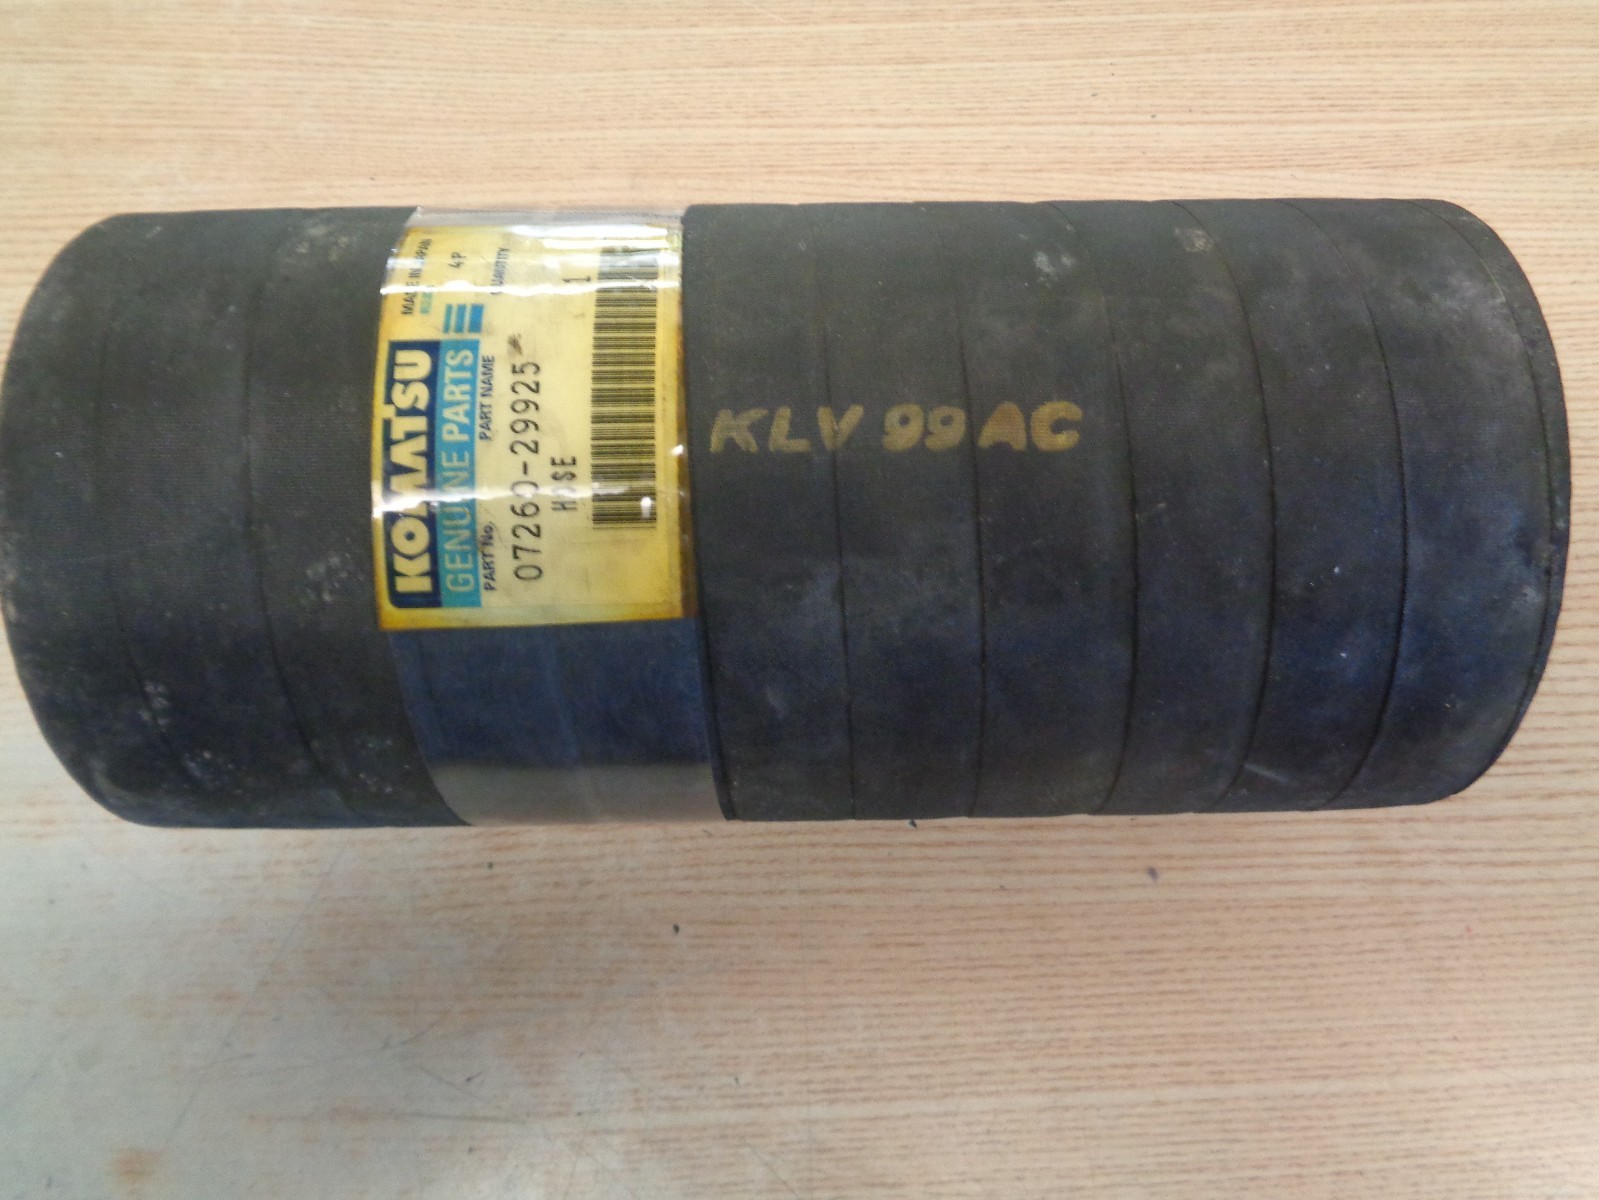 KOMATSU
GENUINE PARTS
MADE IN JAPAN
4P
PART No.
PART NAME
QUANTITY
07260-29925
HOSE
1
KLV 99 AC